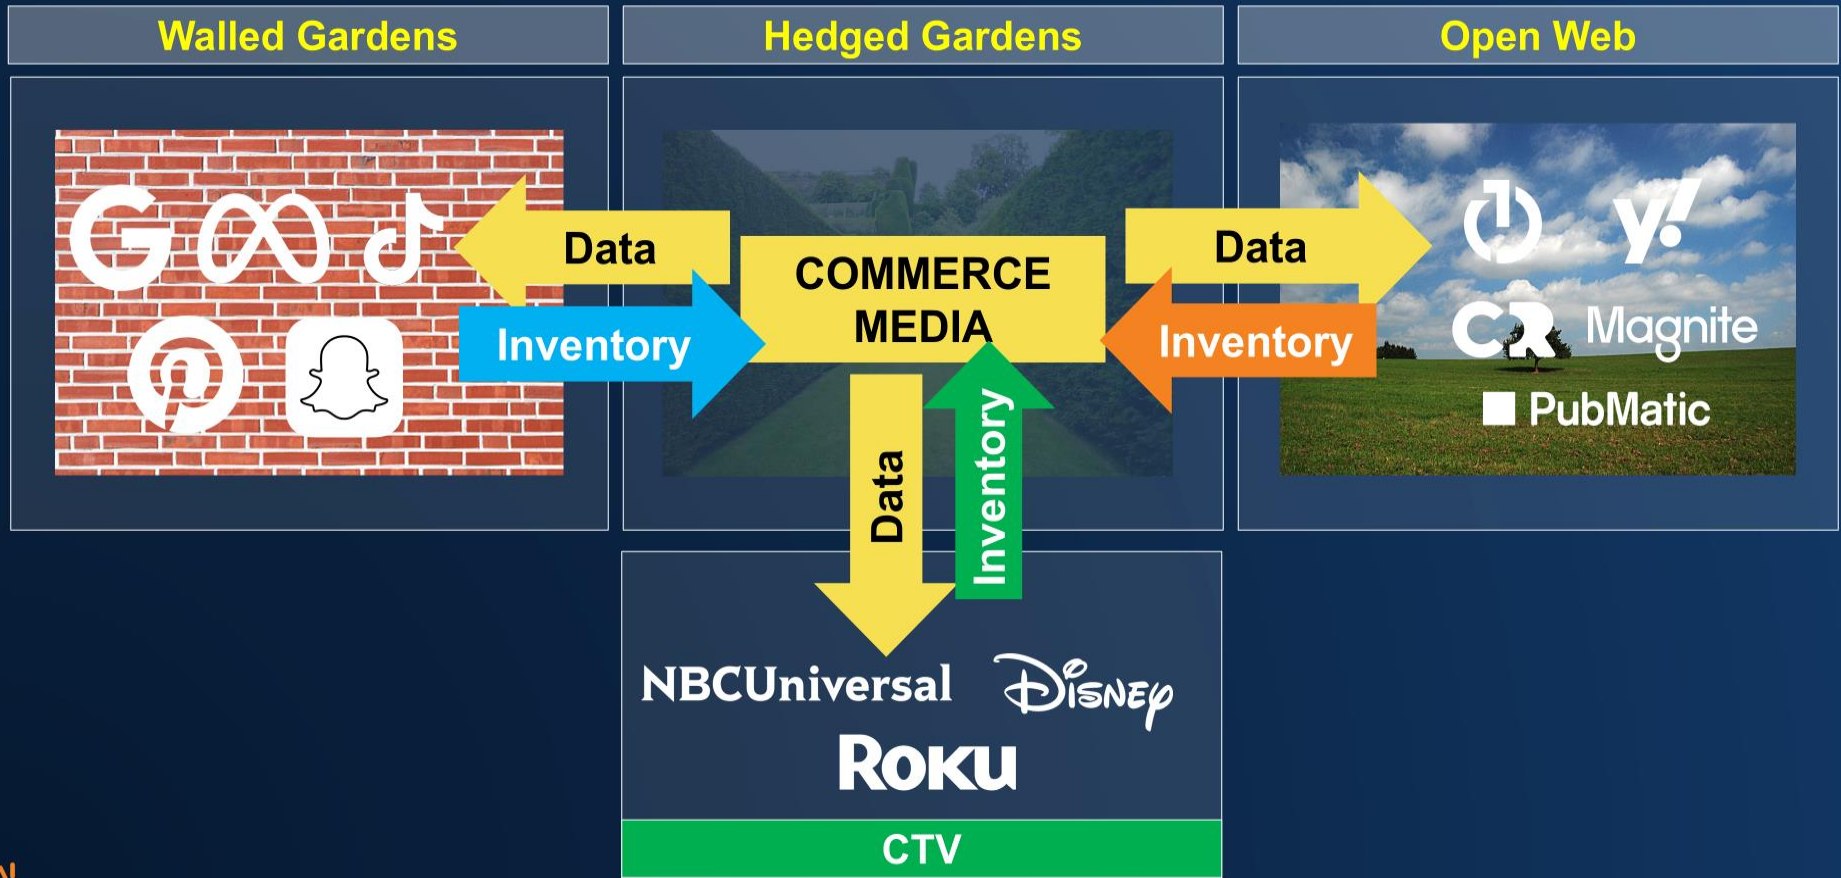 Walled Gardens
Hedged Gardens
Open Web
Data
Inventory
COMMERCE
MEDIA
Data
Inventory
y!
Magnite
PubMatic
Data
Inventory
NBCUniversal
Disney
Roku
CTV